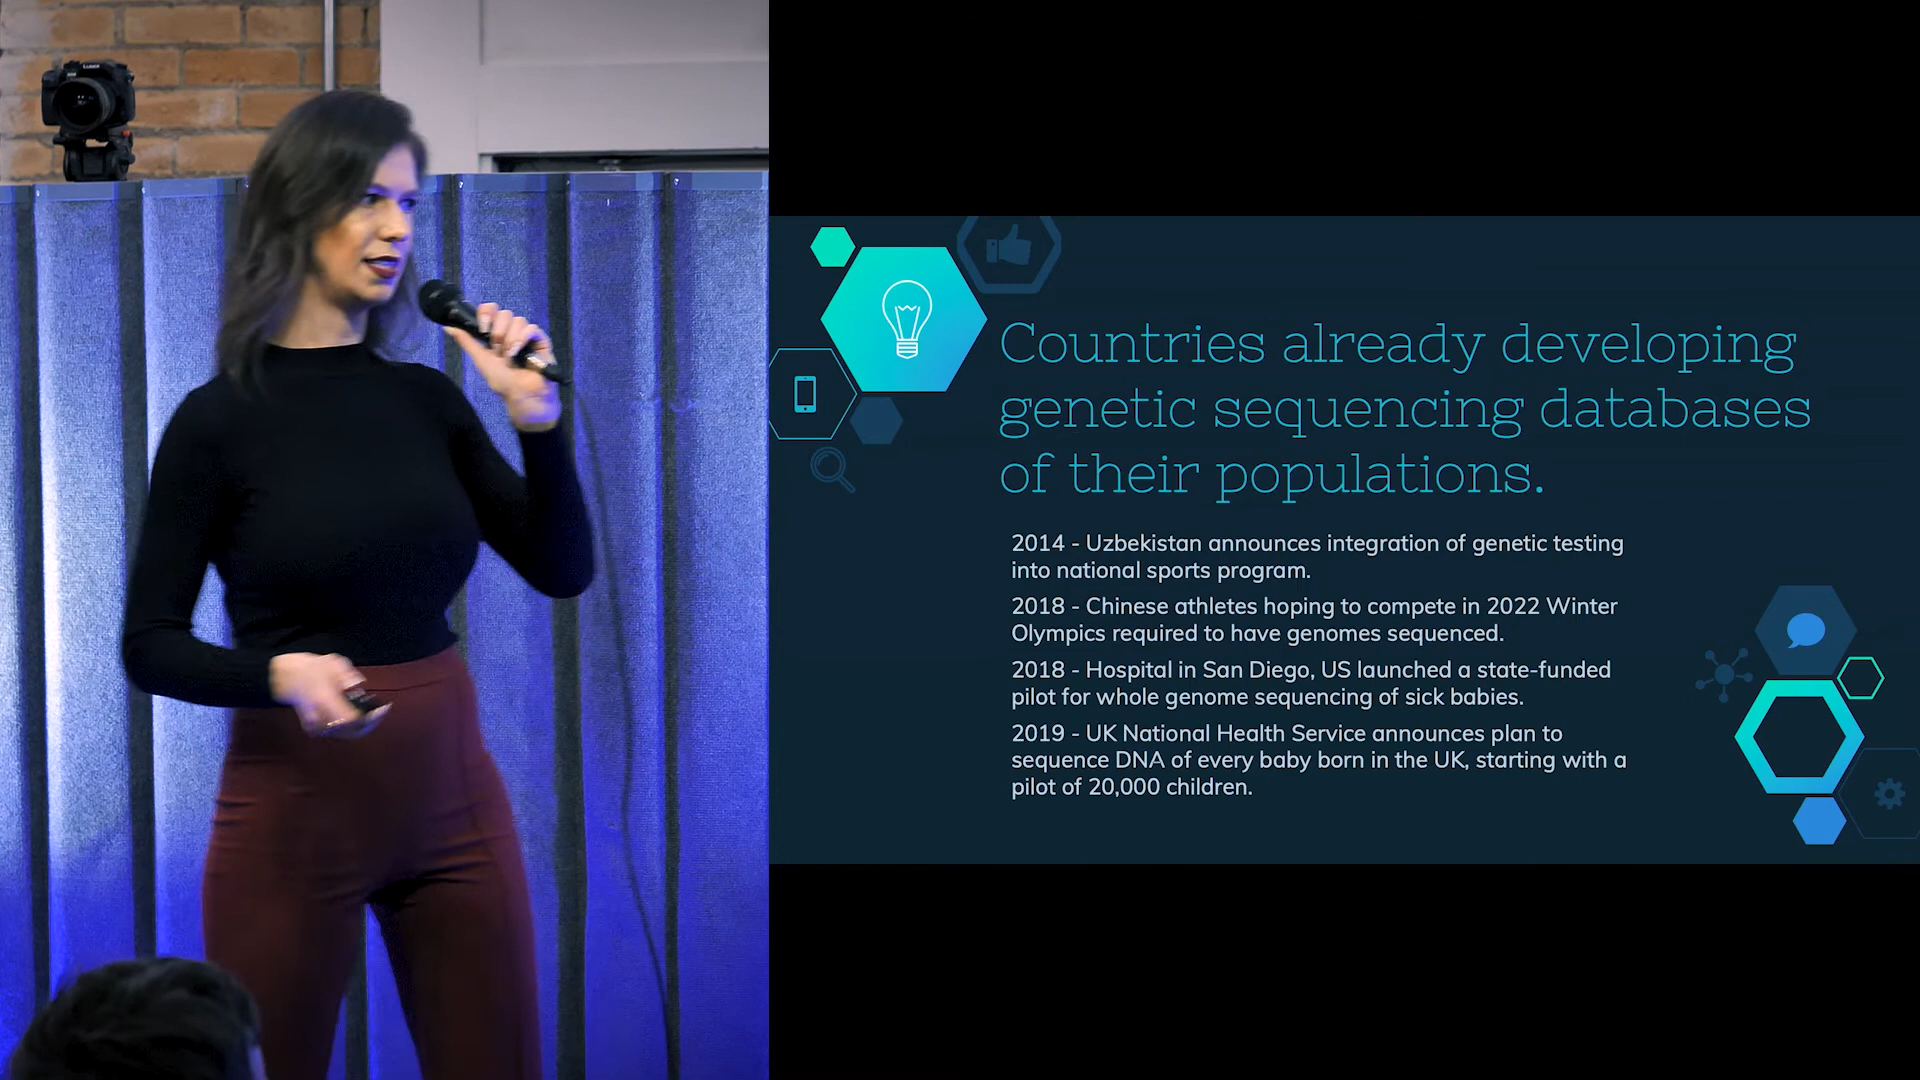 LUMIX
Countries already developing
genetic sequencing databases
of their populations.
2014 - Uzbekistan announces integration of genetic testing
into national sports program.
2018 - Chinese athletes hoping to compete in 2022 Winter
Olympics required to have genomes sequenced.
2018 - Hospital in San Diego, US launched a state-funded
pilot for whole genome sequencing of sick babies.
2019 - UK National Health Service announces plan to
sequence DNA of every baby born in the UK, starting with a
pilot of 20,000 children.